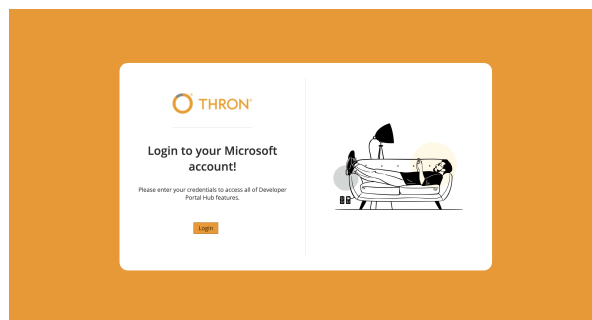 THRON
Login to your Microsoft
account!
Please enter your credentials to access all of Developer
Portal Hub features.
Login